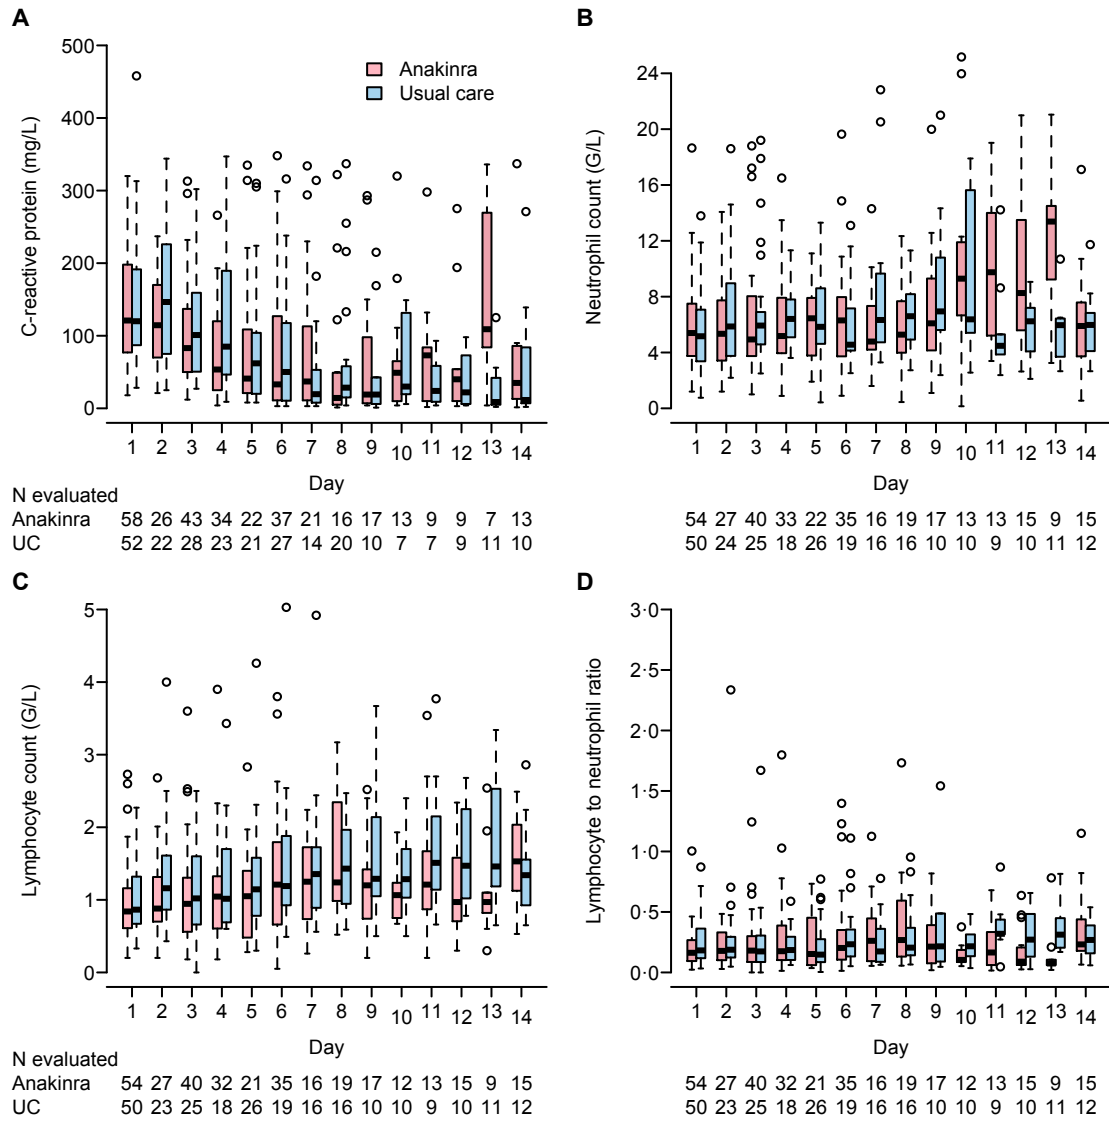 A
C-reactive protein (mg/L)
500
400
300
200
100
0
Anakinra
Usual care
1 2 3 4 5 6 7 8 9 10 11 12 13 14
Day
N evaluated
Anakinra 58 26 43 34 22 37 21 16 17 13 9 9 7 13
UC 52 22 28 23 21 27 14 20 10 7 7 9 11 10
B
Neutrophil count (G/L)
24
20
16
12
8
4
0
1 2 3 4 5 6 7 8 9 10 11 12 13 14
Day
54 27 40 33 22 35 16 19 17 13 13 15 9 15
50 24 25 18 26 19 16 16 10 10 9 10 11 12
C
Lymphocyte count (G/L)
5
4
3
2
1
0
1 2 3 4 5 6 7 8 9 10 11 12 13 14
Day
N evaluated
Anakinra 54 27 40 32 21 35 16 19 17 12 13 15 9 15
UC 50 23 25 18 26 19 16 16 10 10 9 10 11 12
D
Lymphocyte to neutrophil ratio
3·0
2·5
2·0
1·5
1·0
0·5
0·0
1 2 3 4 5 6 7 8 9 10 11 12 13 14
Day
54 27 40 32 21 35 16 19 17 12 13 15 9 15
50 23 25 18 26 19 16 16 10 10 9 10 11 12